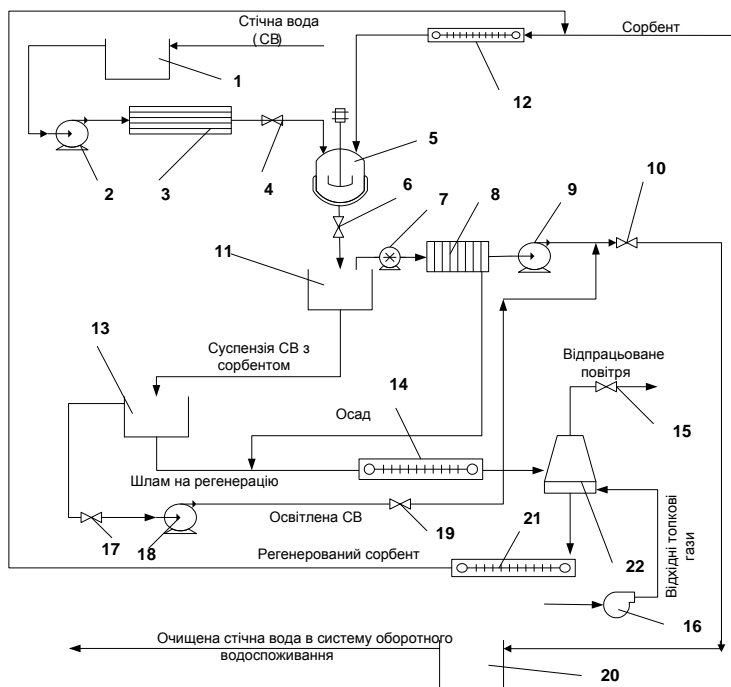 Стічна вода
(СВ)
Сорбент
1
12
2
3
4
5
6
7
8
9
10
11
13
Суспензія СВ з
сорбентом
14
Відпрацьоване
повітря
15
Осад
Шлам на регенерацію
17
18
Освітлена СВ
19
21
22
Регенерований сорбент
Відхідні топкові
гази
16
Очищена стічна вода в систему оборотного
водоспоживання
20